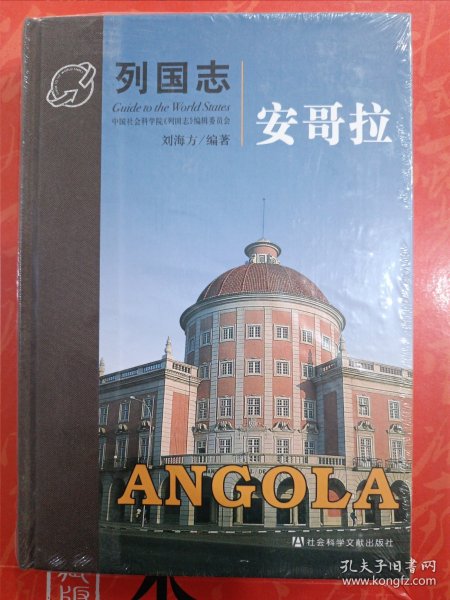 列国志
Guide to the World States
中国社会科学院《列国志》编辑委员会
刘海方/编著
安哥拉
ANGOLA
社会科学文献出版社
孔夫子旧书网
www.kongfz.com